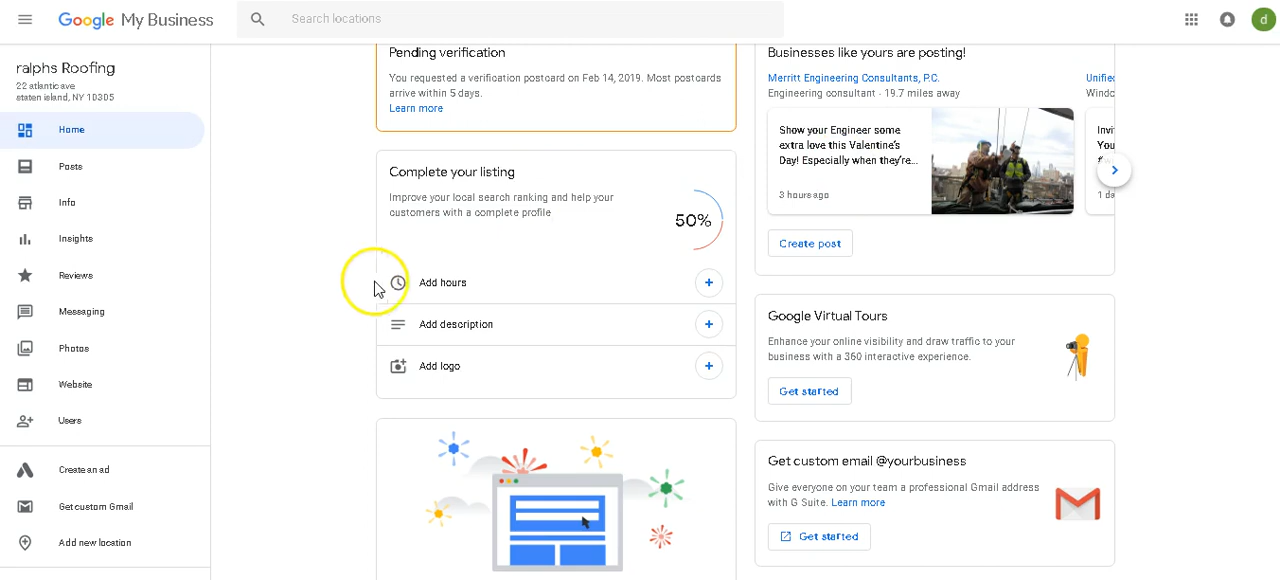 Google My Business
Search locations
d
ralphs Roofing
22 atlantic ave
staten island, NY 10305
Home
Posts
Info
Insights
Reviews
Messaging
Photos
Website
Users
Create an ad
Get custom Gmail
Add new location
Pending verification
You requested a verification postcard on Feb 14, 2019. Most postcards
arrive within 5 days.
Learn more
Complete your listing
Improve your local search ranking and help your
customers with a complete profile
50%
Add hours
Add description
Add logo
Businesses like yours are posting!
Merritt Engineering Consultants, P.C.
Engineering consultant · 19.7 miles away
Show your Engineer some
extra love this Valentine's
Day! Especially when they're...
3 hours ago
Create post
Google Virtual Tours
Enhance your online visibility and draw traffic to your
business with a 360 interactive experience.
Get started
Get custom email @yourbusiness
Give everyone on your team a professional Gmail address
with G Suite. Learn more
Get started